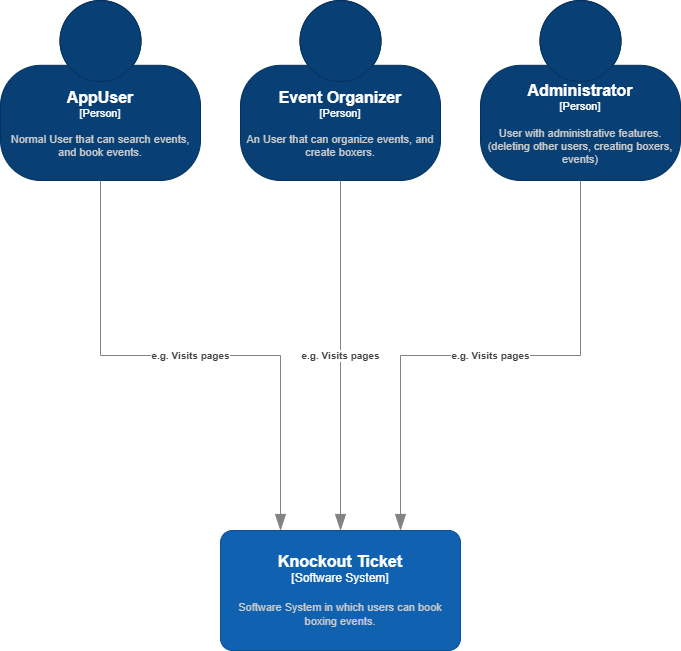 AppUser
[Person]
Normal User that can search events,
and book events.
Event Organizer
[Person]
An User that can organize events, and
create boxers.
Administrator
[Person]
User with administrative features.
(deleting other users, creating boxers,
events)
e.g. Visits pages
e.g. Visits pages
e.g. Visits pages
Knockout Ticket
[Software System]
Software System in which users can book
boxing events.